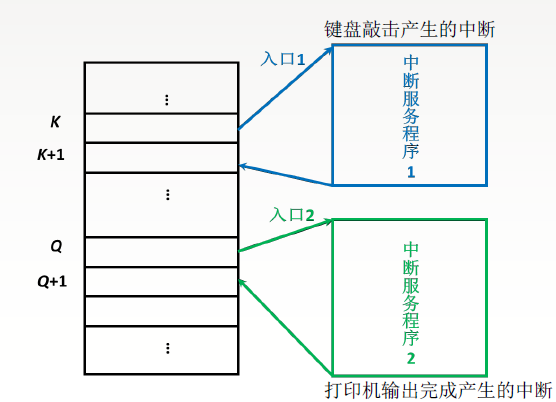 键盘敲击产生的中断
入口1
中断服务程序1
⋮
K
K+1
⋮
入口2
Q
中断服务程序2
Q+1
⋮
打印机输出完成产生的中断